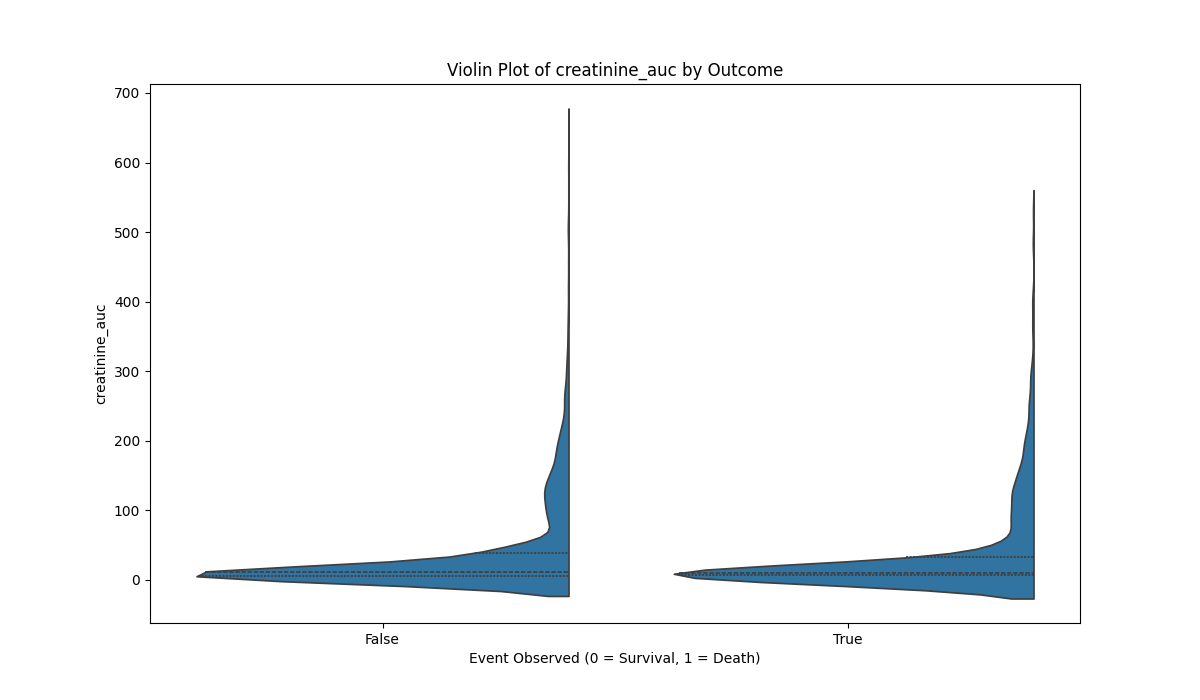 Violin Plot of creatinine_auc by Outcome
700
600
500
400
300
200
100
0
creatinine_auc
False
True
Event Observed (0 = Survival, 1 = Death)